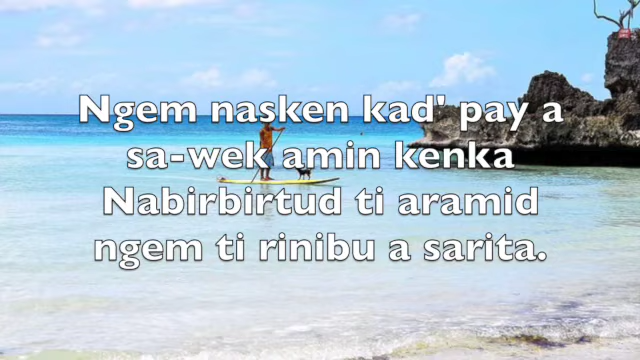 Ngem nasken kad' pay a
sa-wek amin kenka
Nabirbirtud ti aramid
ngem ti rinibu a sarita.